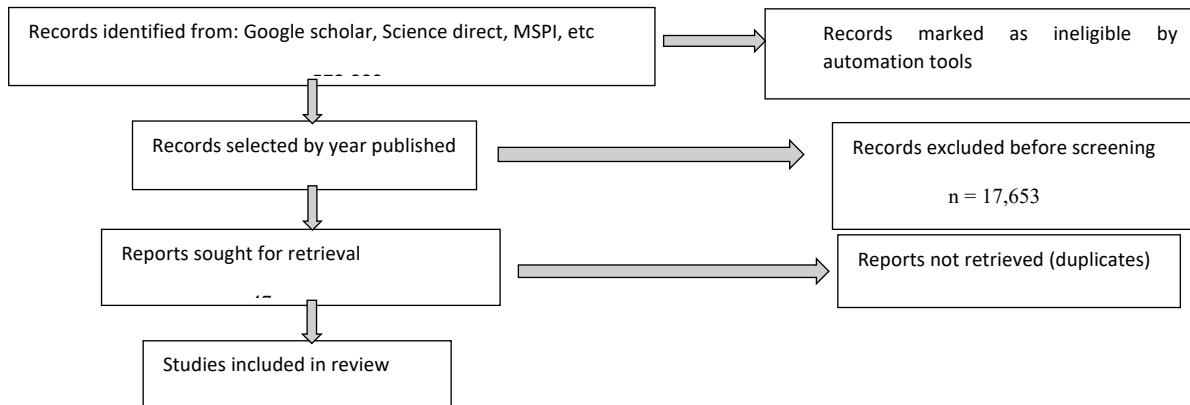 Records identified from: Google scholar, Science direct, MSPI, etc
Records marked as ineligible by
automation tools
Records selected by year published
Records excluded before screening
n = 17,653
Reports sought for retrieval
Reports not retrieved (duplicates)
Studies included in review